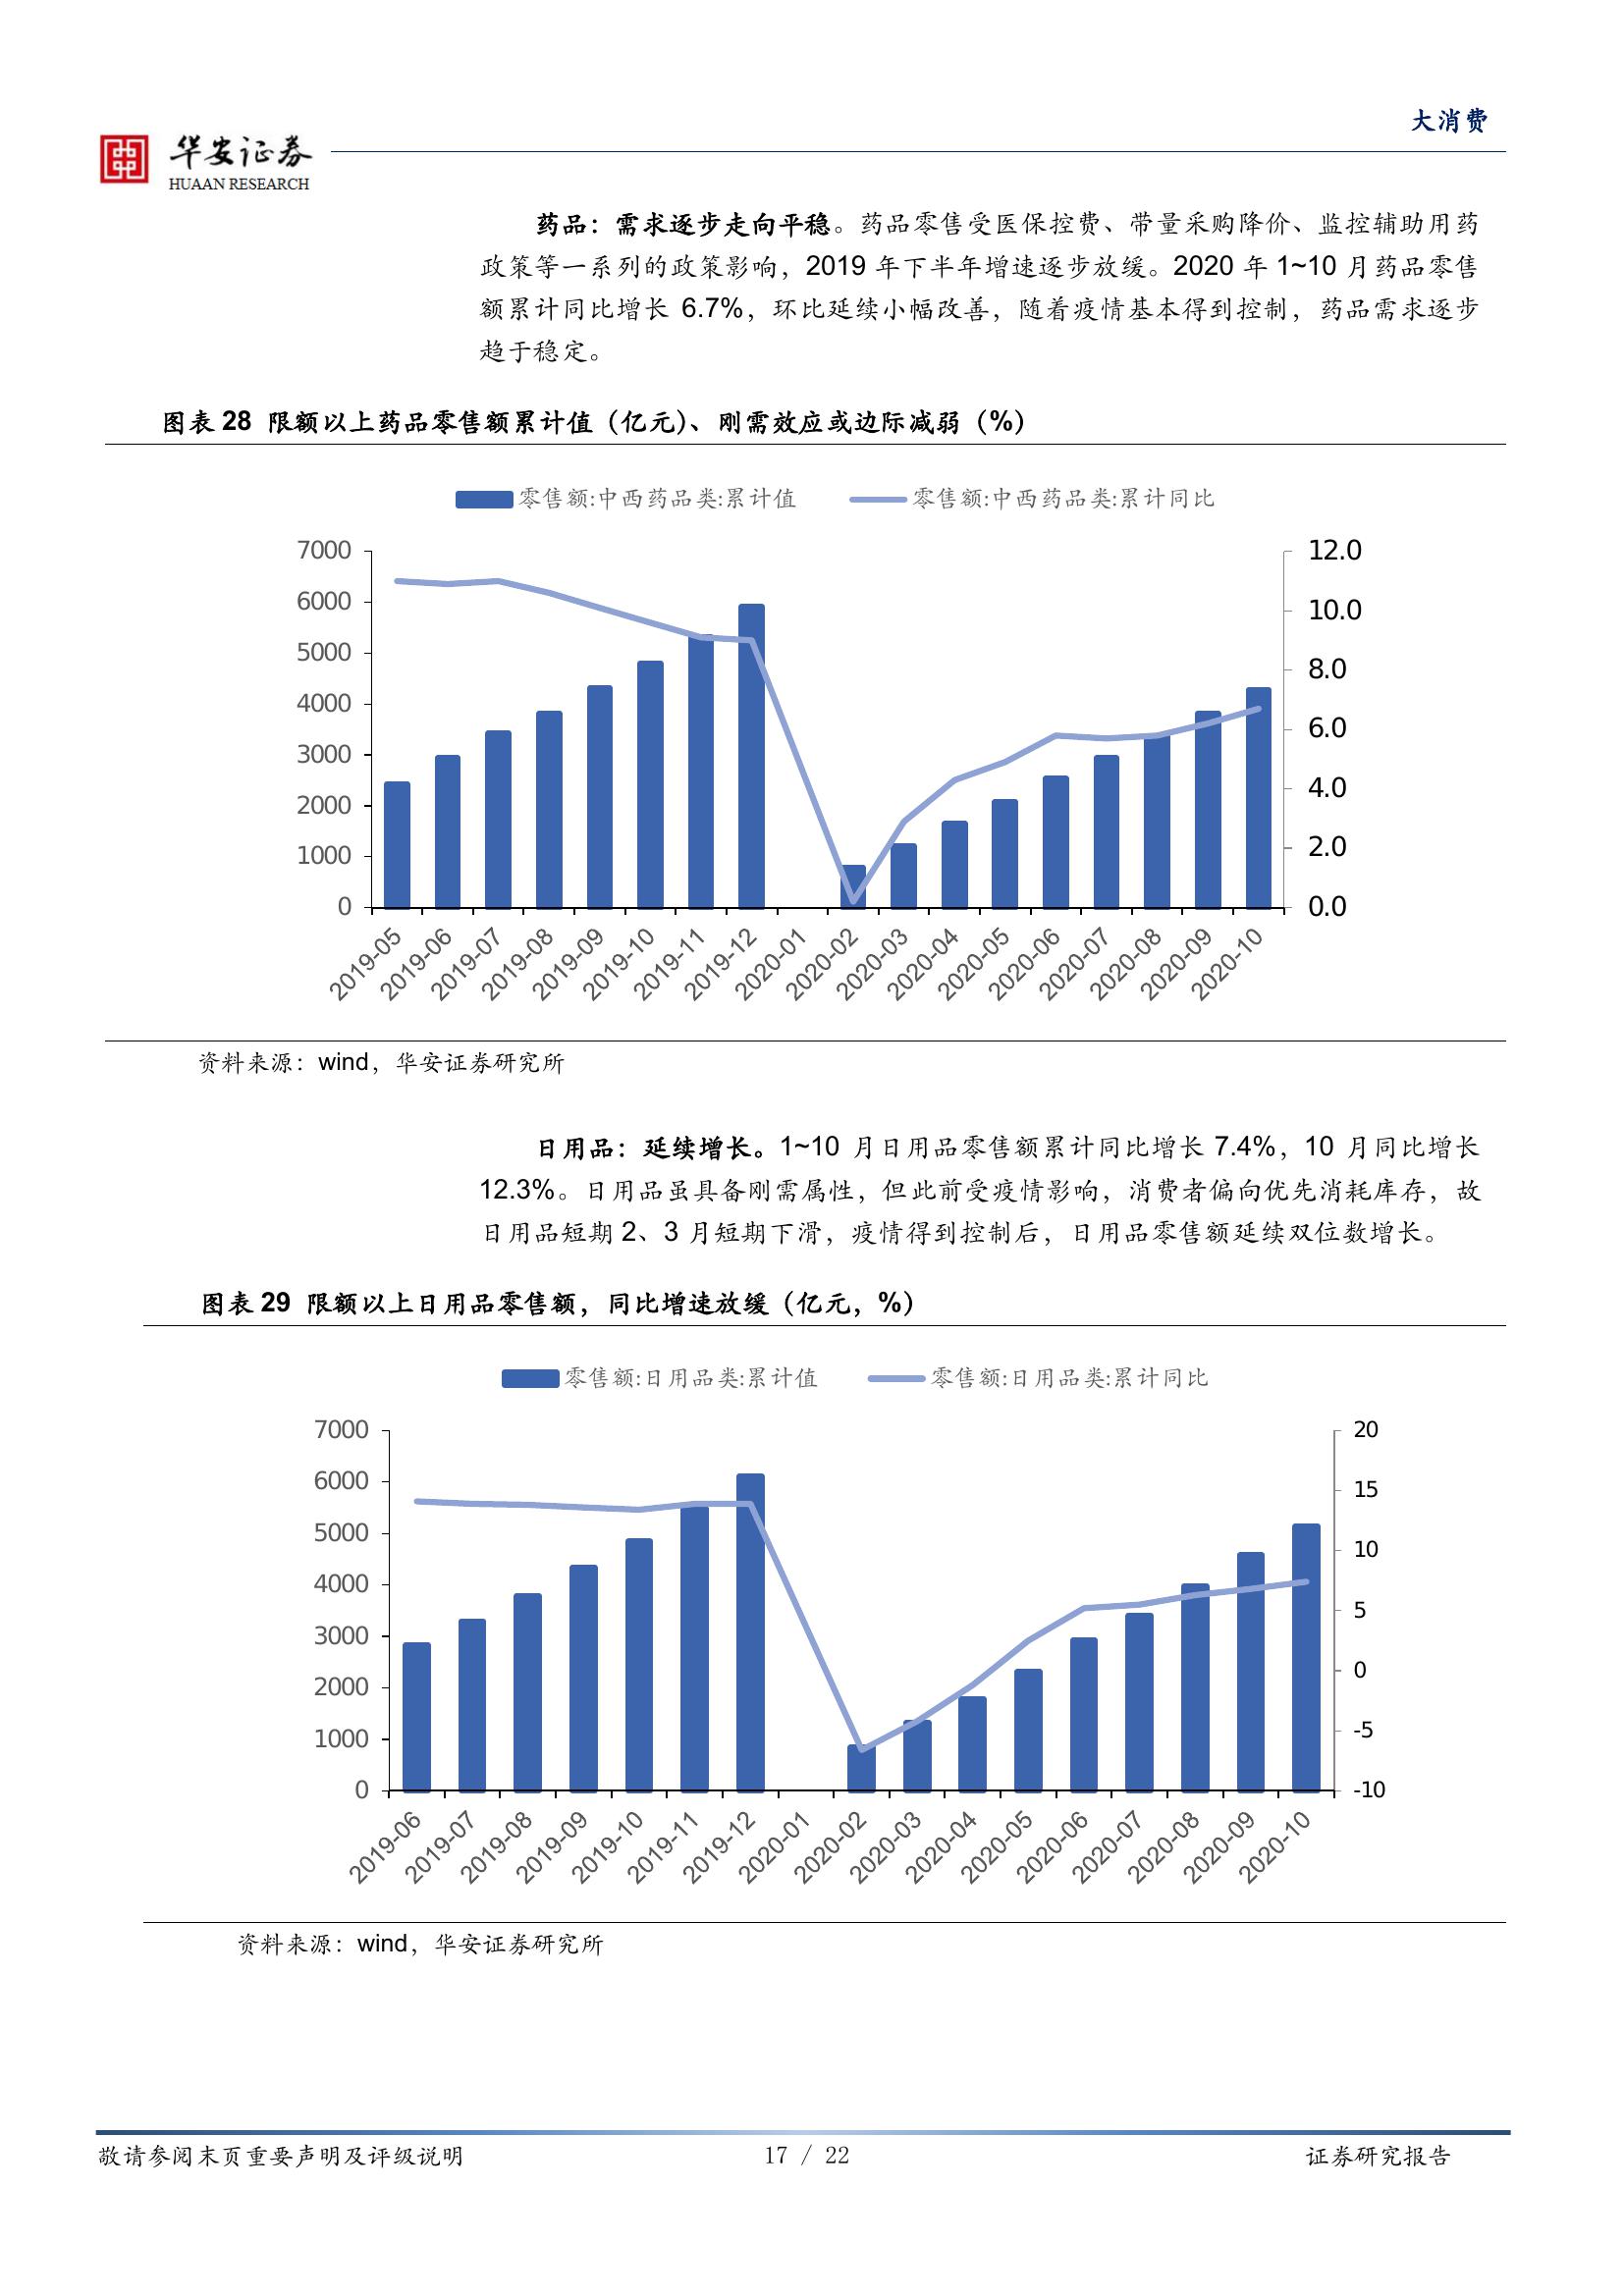 大消费
华安证券
HUAAN RESEARCH
药品：需求逐步走向平稳。药品零售受医保控费、带量采购降价、监控辅助用药
政策等一系列的政策影响，2019 年下半年增速逐步放缓。2020 年 1~10 月药品零售
额累计同比增长 6.7%，环比延续小幅改善，随着疫情基本得到控制，药品需求逐步
趋于稳定。
图表 28 限额以上药品零售额累计值（亿元）、刚需效应或边际减弱（%）
零售额:中西药品类:累计值 零售额:中西药品类:累计同比
7000
6000
5000
4000
3000
2000
1000
0
12.0
10.0
8.0
6.0
4.0
2.0
0.0
2019-05 2019-06 2019-07 2019-08 2019-09 2019-10 2019-11 2019-12 2020-01 2020-02 2020-03 2020-04 2020-05 2020-06 2020-07 2020-08 2020-09 2020-10
资料来源：wind，华安证券研究所
日用品：延续增长。1~10 月日用品零售额累计同比增长 7.4%，10 月同比增长
12.3%。日用品虽具备刚需属性，但此前受疫情影响，消费者偏向优先消耗库存，故
日用品短期 2、3 月短期下滑，疫情得到控制后，日用品零售额延续双位数增长。
图表 29 限额以上日用品零售额，同比增速放缓（亿元，%）
零售额:日用品类:累计值 零售额:日用品类:累计同比
7000
6000
5000
4000
3000
2000
1000
0
20
15
10
5
0
-5
-10
2019-06 2019-07 2019-08 2019-09 2019-10 2019-11 2019-12 2020-01 2020-02 2020-03 2020-04 2020-05 2020-06 2020-07 2020-08 2020-09 2020-10
资料来源：wind，华安证券研究所
敬请参阅末页重要声明及评级说明 17 / 22 证券研究报告